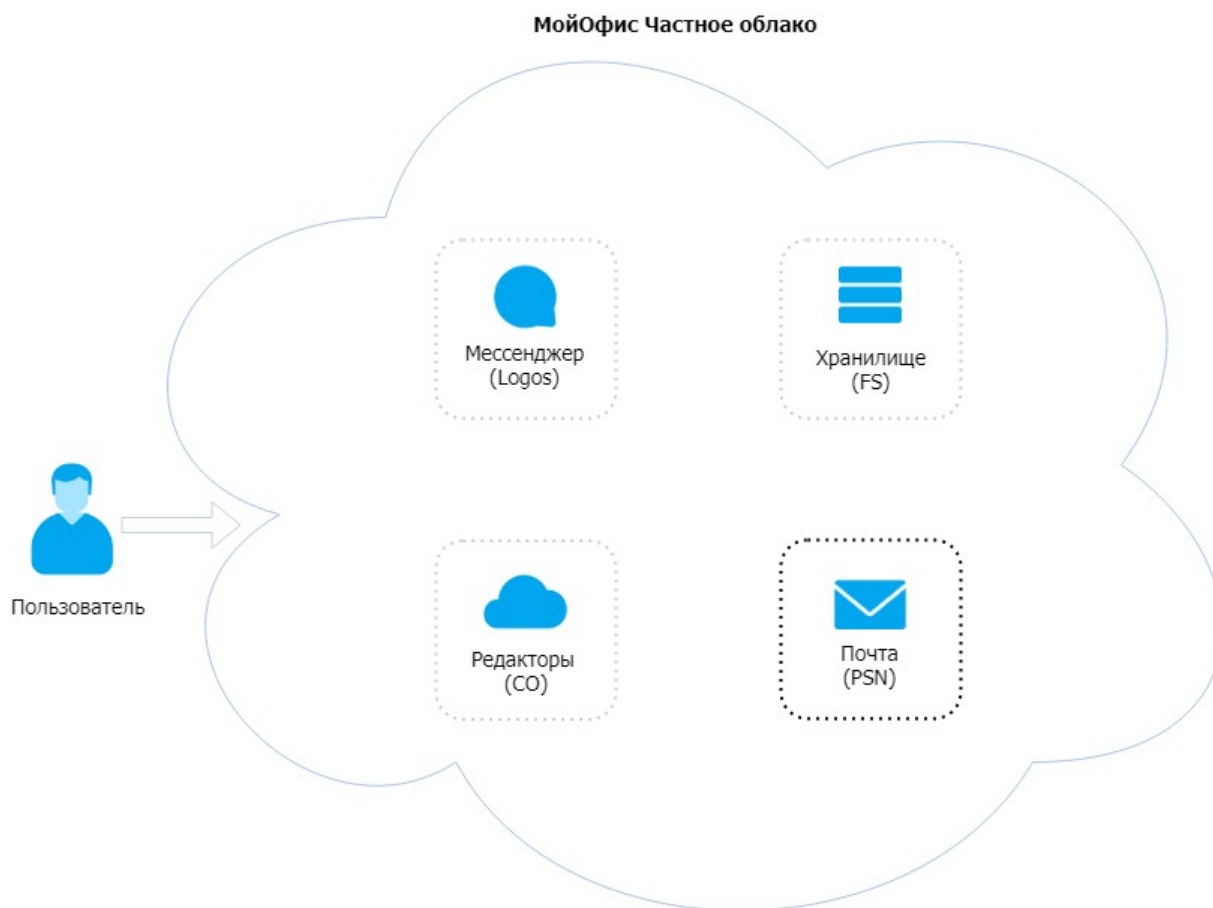 МойОфис Частное облако
Мессенджер
(Logos)
Хранилище
(FS)
Пользователь
Редакторы
(CO)
Почта
(PSN)